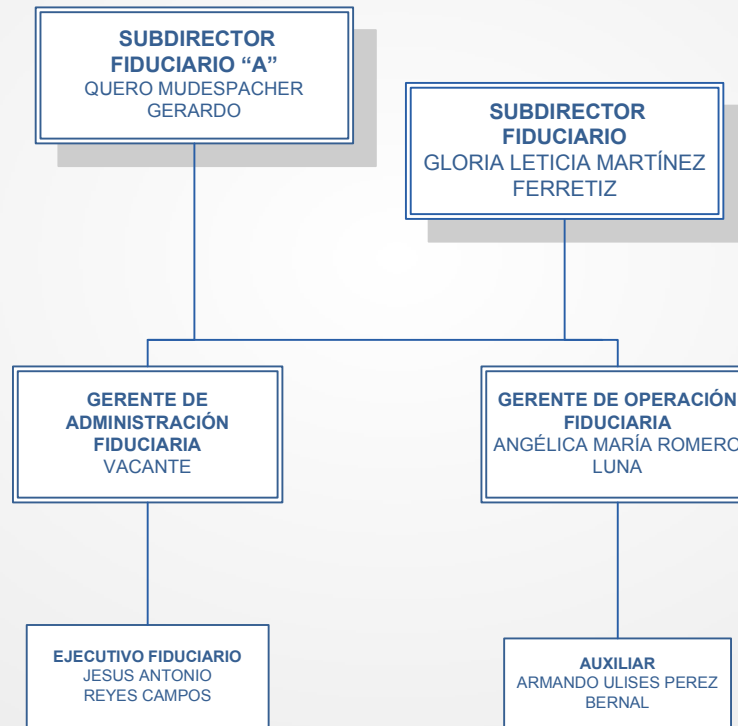 SUBDIRECTOR
FIDUCIARIO “A”
QUERO MUDESPACHER
GERARDO
SUBDIRECTOR
FIDUCIARIO
GLORIA LETICIA MARTÍNEZ
FERRETIZ
GERENTE DE
ADMINISTRACIÓN
FIDUCIARIA
VACANTE
GERENTE DE OPERACIÓN
FIDUCIARIA
ANGÉLICA MARÍA ROMERO
LUNA
EJECUTIVO FIDUCIARIO
JESUS ANTONIO
REYES CAMPOS
AUXILIAR
ARMANDO ULISES PEREZ
BERNAL